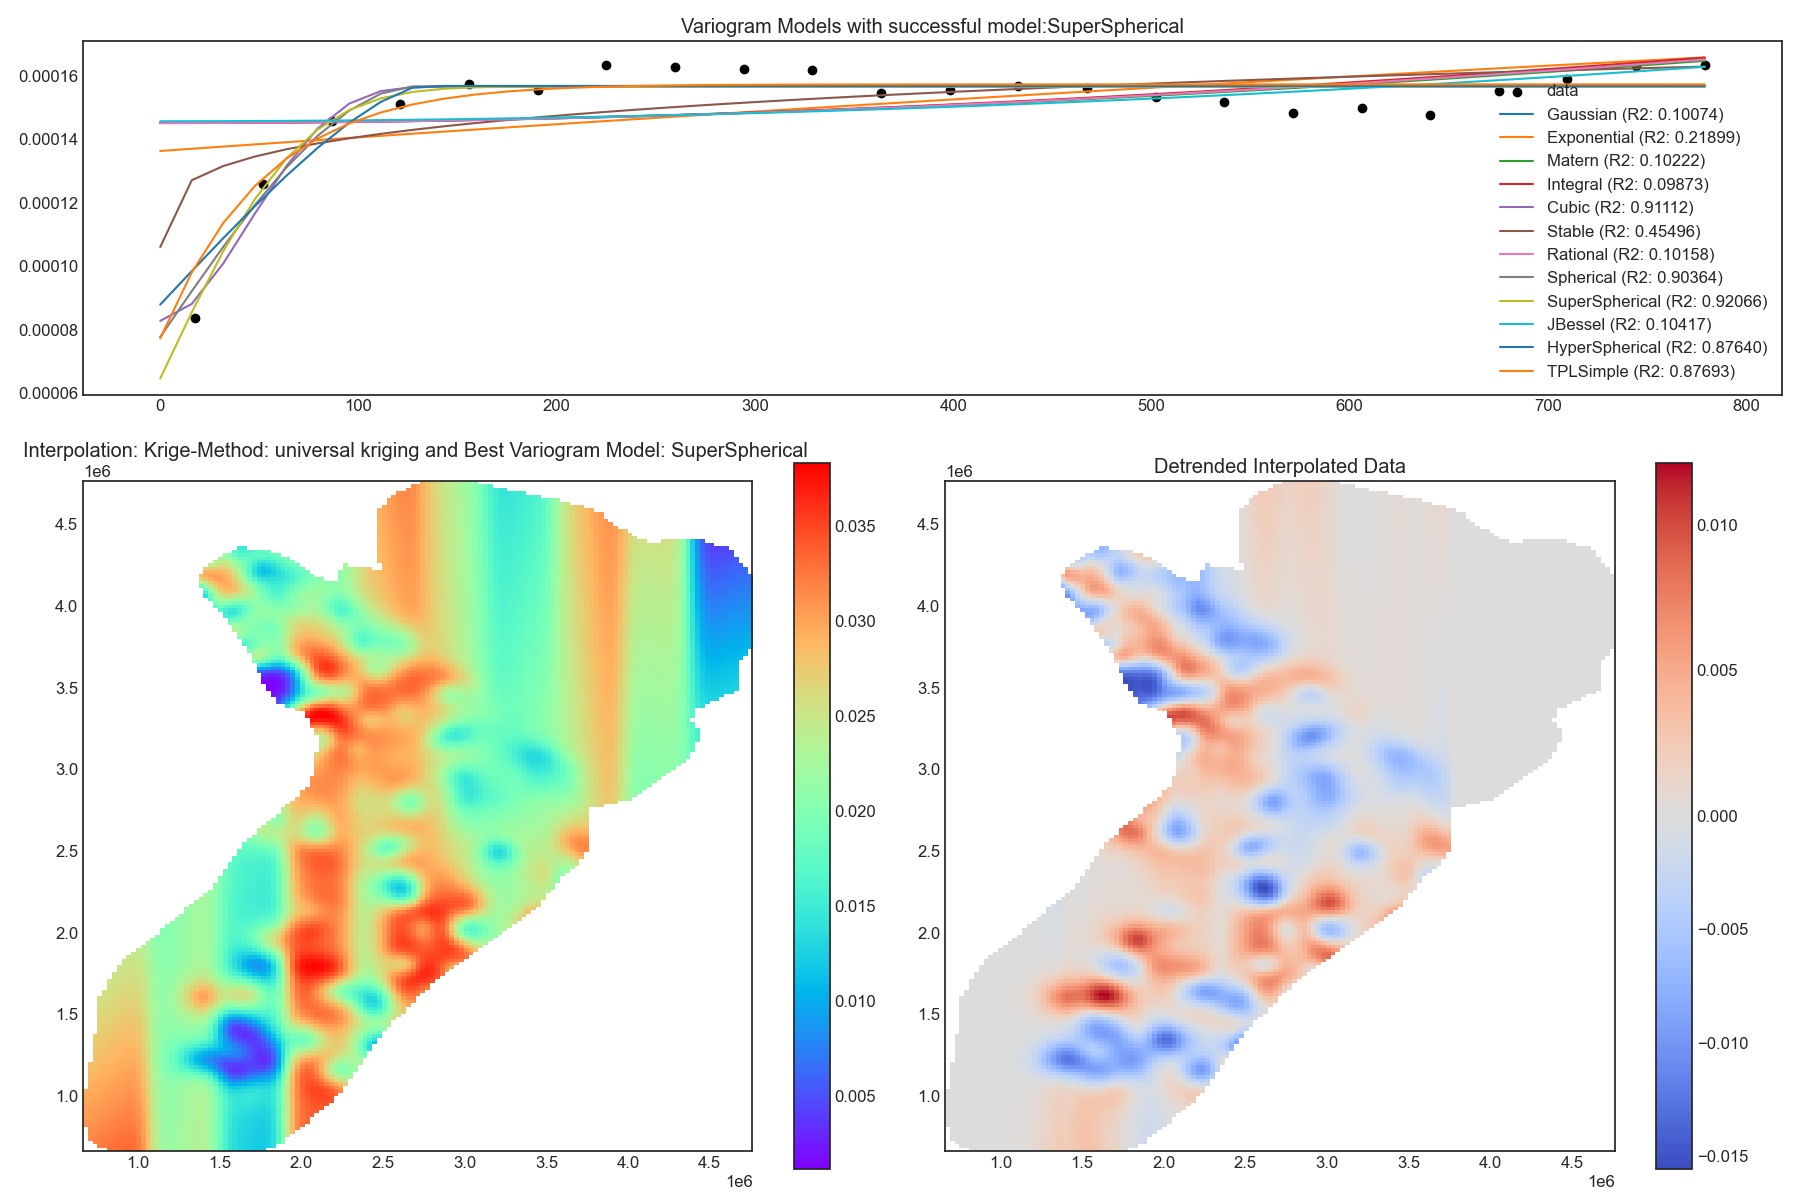 Variogram Models with successful model:SuperSpherical
0.00016
0.00014
0.00012
0.00010
0.00008
0.00006
data
Gaussian (R2: 0.10074)
Exponential (R2: 0.21899)
Matern (R2: 0.10222)
Integral (R2: 0.09873)
Cubic (R2: 0.91112)
Stable (R2: 0.45496)
Rational (R2: 0.10158)
Spherical (R2: 0.90364)
SuperSpherical (R2: 0.92066)
JBessel (R2: 0.10417)
HyperSpherical (R2: 0.87640)
TPLSimple (R2: 0.87693)
0 100 200 300 400 500 600 700 800
Interpolation: Krige-Method: universal kriging and Best Variogram Model: SuperSpherical
1e6
4.5
4.0
3.5
3.0
2.5
2.0
1.5
1.0
1.0 1.5 2.0 2.5 3.0 3.5 4.0 4.5
1e6
0.035
0.030
0.025
0.020
0.015
0.010
0.005
Detrended Interpolated Data
1e6
4.5
4.0
3.5
3.0
2.5
2.0
1.5
1.0
1.0 1.5 2.0 2.5 3.0 3.5 4.0 4.5
1e6
0.010
0.005
0.000
−0.005
−0.010
−0.015